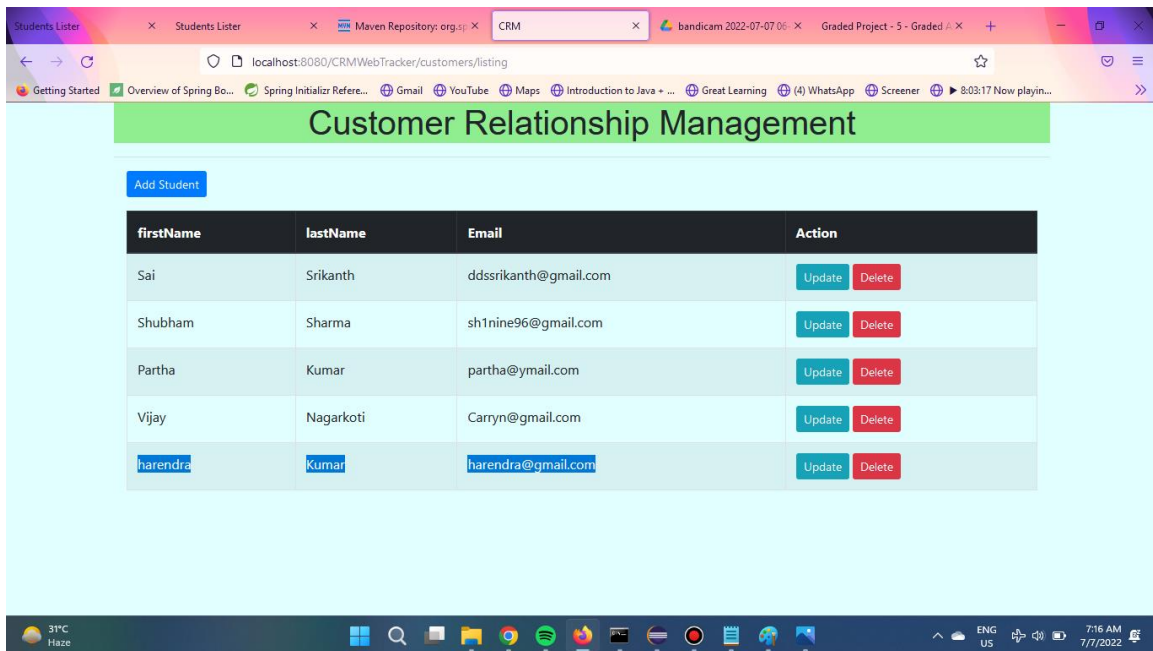 Students Lister Students Lister Maven Repository: org.sp CRM bandicam 2022-07-07 06- Graded Project - 5 - Graded A
localhost:8080/CRMWebTracker/customers/listing
Getting Started Overview of Spring Bo... Spring Initializr Refere... Gmail YouTube Maps Introduction to Java + ... Great Learning (4) WhatsApp Screener ▶ 8:03:17 Now playin...
Customer Relationship Management
Add Student
firstName lastName Email Action
Sai Srikanth ddssrikanth@gmail.com Update Delete
Shubham Sharma sh1nine96@gmail.com Update Delete
Partha Kumar partha@ymail.com Update Delete
Vijay Nagarkoti Carryn@gmail.com Update Delete
harendra Kumar harendra@gmail.com Update Delete
31°C
Haze
ENG
US
7:16 AM
7/7/2022